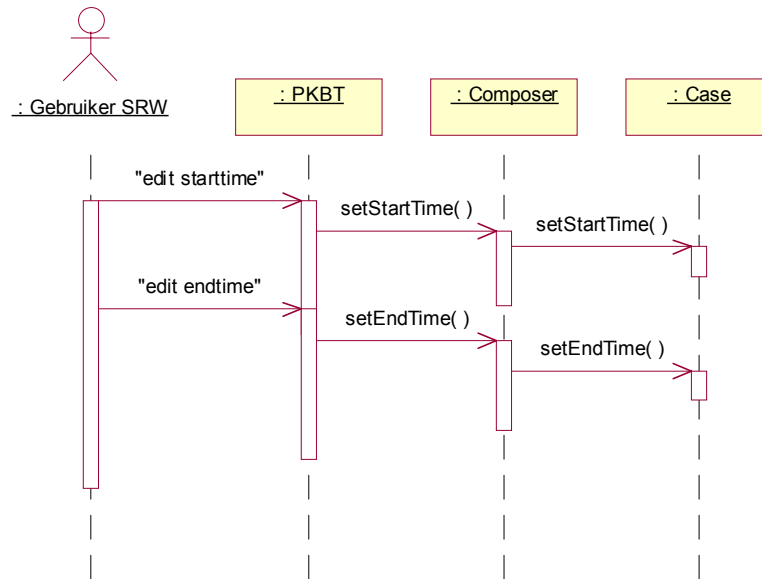 : Gebruiker SRW
: PKBT
: Composer
: Case
"edit starttime"
setStartTime( )
setStartTime( )
"edit endtime"
setEndTime( )
setEndTime( )